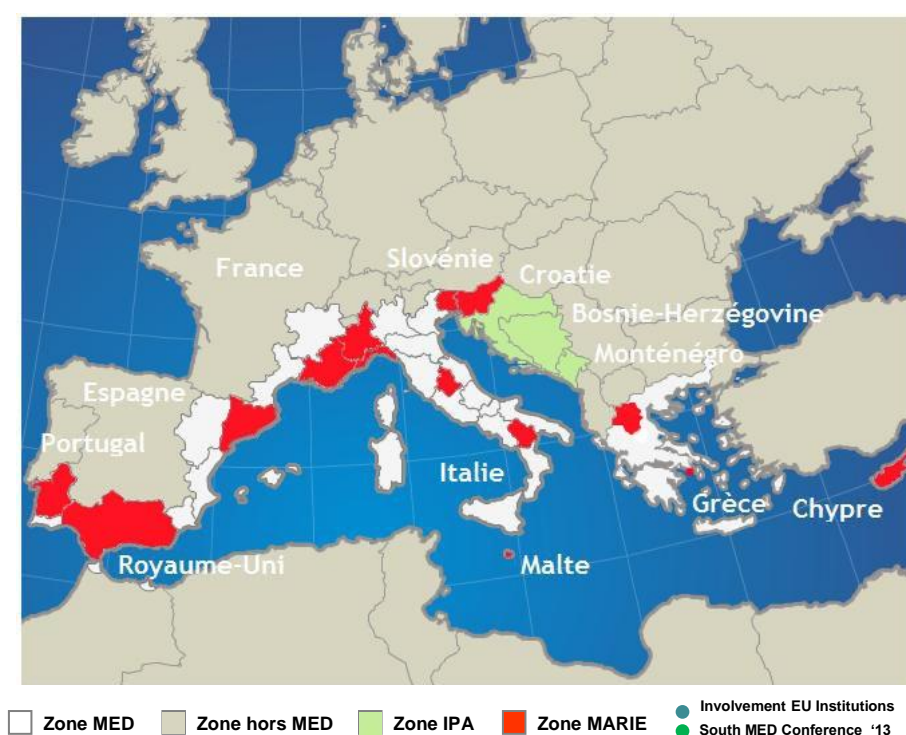 Slovénie
France
Croatie
Bosnie-Herzégovine
Monténégro
Espagne
Portugal
Italie
Grèce
Chypre
Royaume-Uni
Malte
Zone MED
Zone hors MED
Zone IPA
Zone MARIE
Involvement EU Institutions
South MED Conference ‘13